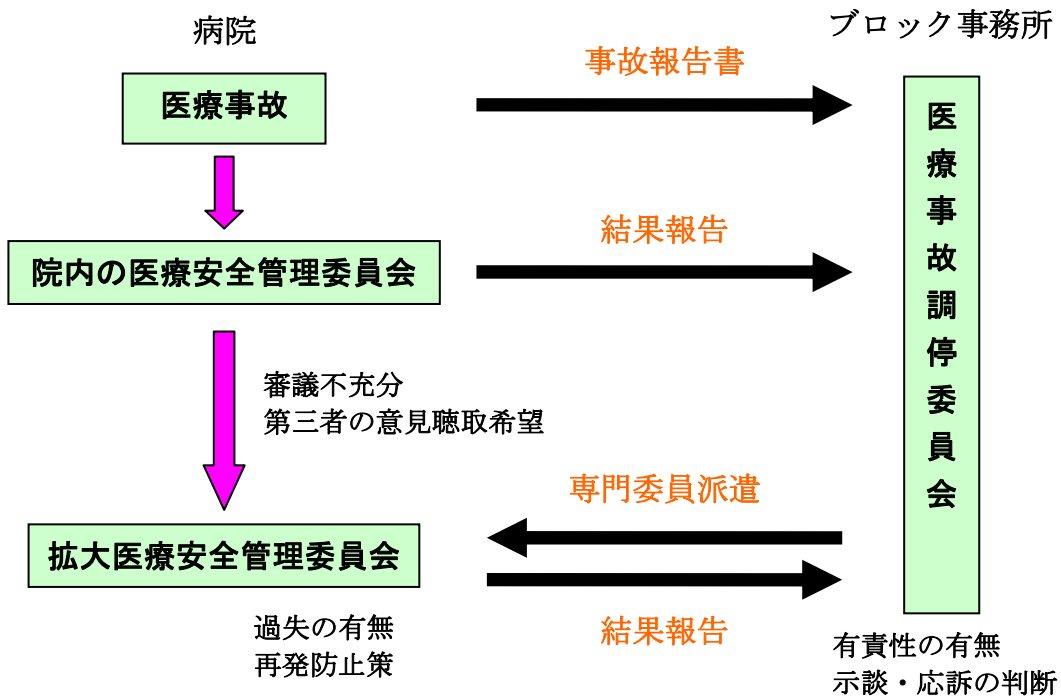 病院
ブロック事務所
事故報告書
医療事故
医療事故調停委員会
結果報告
院内の医療安全管理委員会
審議不充分
第三者の意見聴取希望
専門委員派遣
拡大医療安全管理委員会
結果報告
過失の有無
再発防止策
有責性の有無
示談・応訴の判断